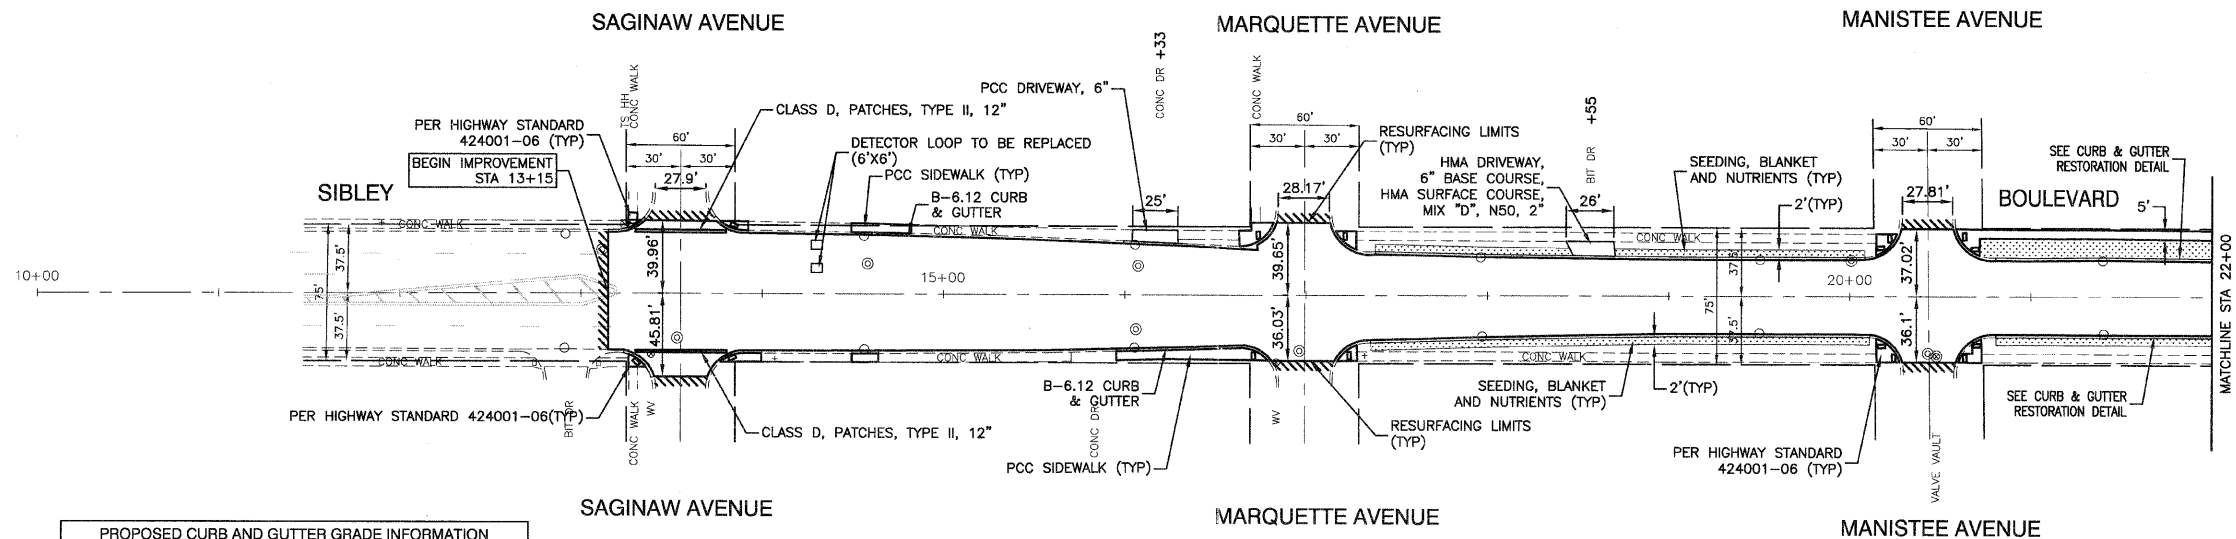 SAGINAW AVENUE
MARQUETTE AVENUE
MANISTEE AVENUE
CONC DR +33
CONC WALK
TS HH
CONC WALK
PCC DRIVEWAY, 6"
CLASS D, PATCHES, TYPE II, 12"
PER HIGHWAY STANDARD
424001-06 (TYP)
60'
30'
30'
27.9'
DETECTOR LOOP TO BE REPLACED
(6'X6')
PCC SIDEWALK (TYP)
B-6.12 CURB
& GUTTER
BEGIN IMPROVEMENT
STA 13+15
SIBLEY
CONC WALK
CONC WALK
25'
60'
30'
30'
28.17'
RESURFACING LIMITS
(TYP)
HMA DRIVEWAY,
6" BASE COURSE,
HMA SURFACE COURSE,
MIX "D", N50, 2"
BIT DR +55
26'
SEEDING, BLANKET
AND NUTRIENTS (TYP)
2'(TYP)
CONC WALK
60'
30'
30'
27.81'
SEE CURB & GUTTER
RESTORATION DETAIL
BOULEVARD
5'
10+00
37.5'
75'
37.5'
39.96'
45.81'
15+00
39.65'
36.03'
37.5'
75'
37.5'
20+00
37.02'
36.1'
MATCHLINE STA 22+00
CONC WALK
CONC WALK
CONC WALK
PER HIGHWAY STANDARD 424001-06(TYP)
BIT DR
CONC WALK
WV
CLASS D, PATCHES, TYPE II, 12"
B-6.12 CURB
& GUTTER
CONC DR
PCC SIDEWALK (TYP)
WV
RESURFACING LIMITS
(TYP)
SEEDING, BLANKET
AND NUTRIENTS (TYP)
2'(TYP)
PER HIGHWAY STANDARD
424001-06 (TYP)
VALVE VAULT
SEE CURB & GUTTER
RESTORATION DETAIL
SAGINAW AVENUE
MARQUETTE AVENUE
MANISTEE AVENUE
PROPOSED CURB AND GUTTER GRADE INFORMATION